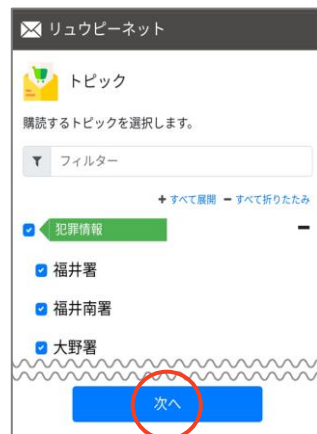 リュウピーネット
トピック
購読するトピックを選択します。
フィルター
+ すべて展開 − すべて折りたたみ
犯罪情報
福井署
福井南署
大野署
次へ